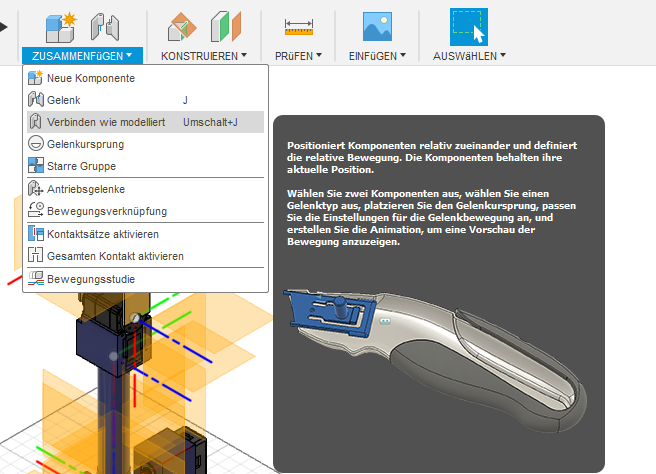 ZUSAMMENFüGEN KONSTRUIEREN PRüFEN EINFüGEN AUSWäHLEN
Neue Komponente
Gelenk J
Verbinden wie modelliert Umschalt+J
Gelenkursprung
Starre Gruppe
Antriebsgelenke
Bewegungsverknüpfung
Kontaktsätze aktivieren
Gesamten Kontakt aktivieren
Bewegungsstudie
Positioniert Komponenten relativ zueinander und definiert
die relative Bewegung. Die Komponenten behalten ihre
aktuelle Position.
Wählen Sie zwei Komponenten aus, wählen Sie einen
Gelenktyp aus, platzieren Sie den Gelenkursprung, passen
Sie die Einstellungen für die Gelenkbewegung an, und
erstellen Sie die Animation, um eine Vorschau der
Bewegung anzuzeigen.